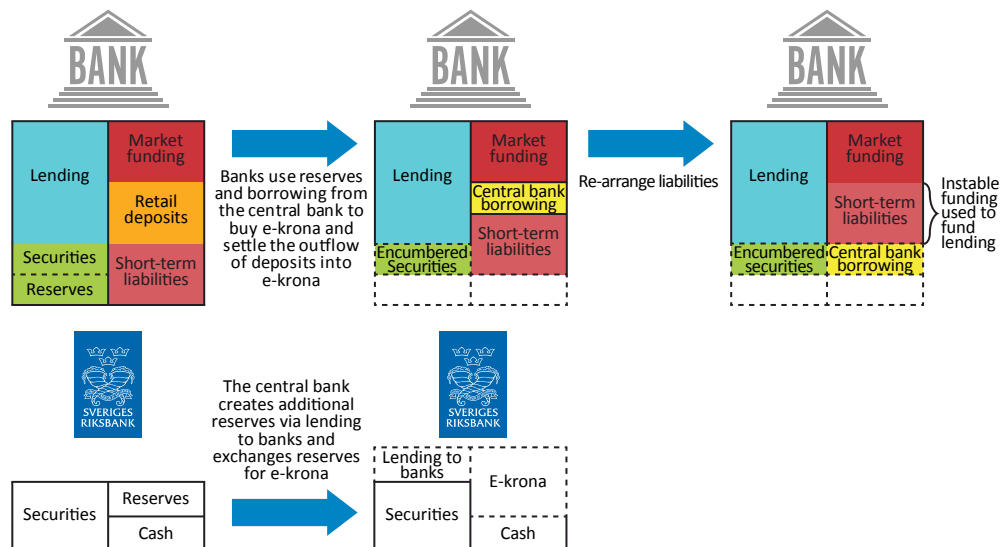 BANK
BANK
BANK
Lending
Market
funding
Retail
deposits
Securities
Reserves
Short-term
liabilities
Banks use reserves
and borrowing from
the central bank to
buy e-krona and
settle the outflow
of deposits into
e-krona
Lending
Market
funding
Central bank
borrowing
Short-term
liabilities
Encumbered
Securities
Re-arrange liabilities
Lending
Market
funding
Short-term
liabilities
Encumbered
securities
Central bank
borrowing
Instable
funding
used to
fund
lending
SVERIGES
RIKSBANK
The central bank
creates additional
reserves via lending
to banks and
exchanges reserves
for e-krona
SVERIGES
RIKSBANK
Securities
Reserves
Cash
Lending to
banks
E-krona
Securities
Cash